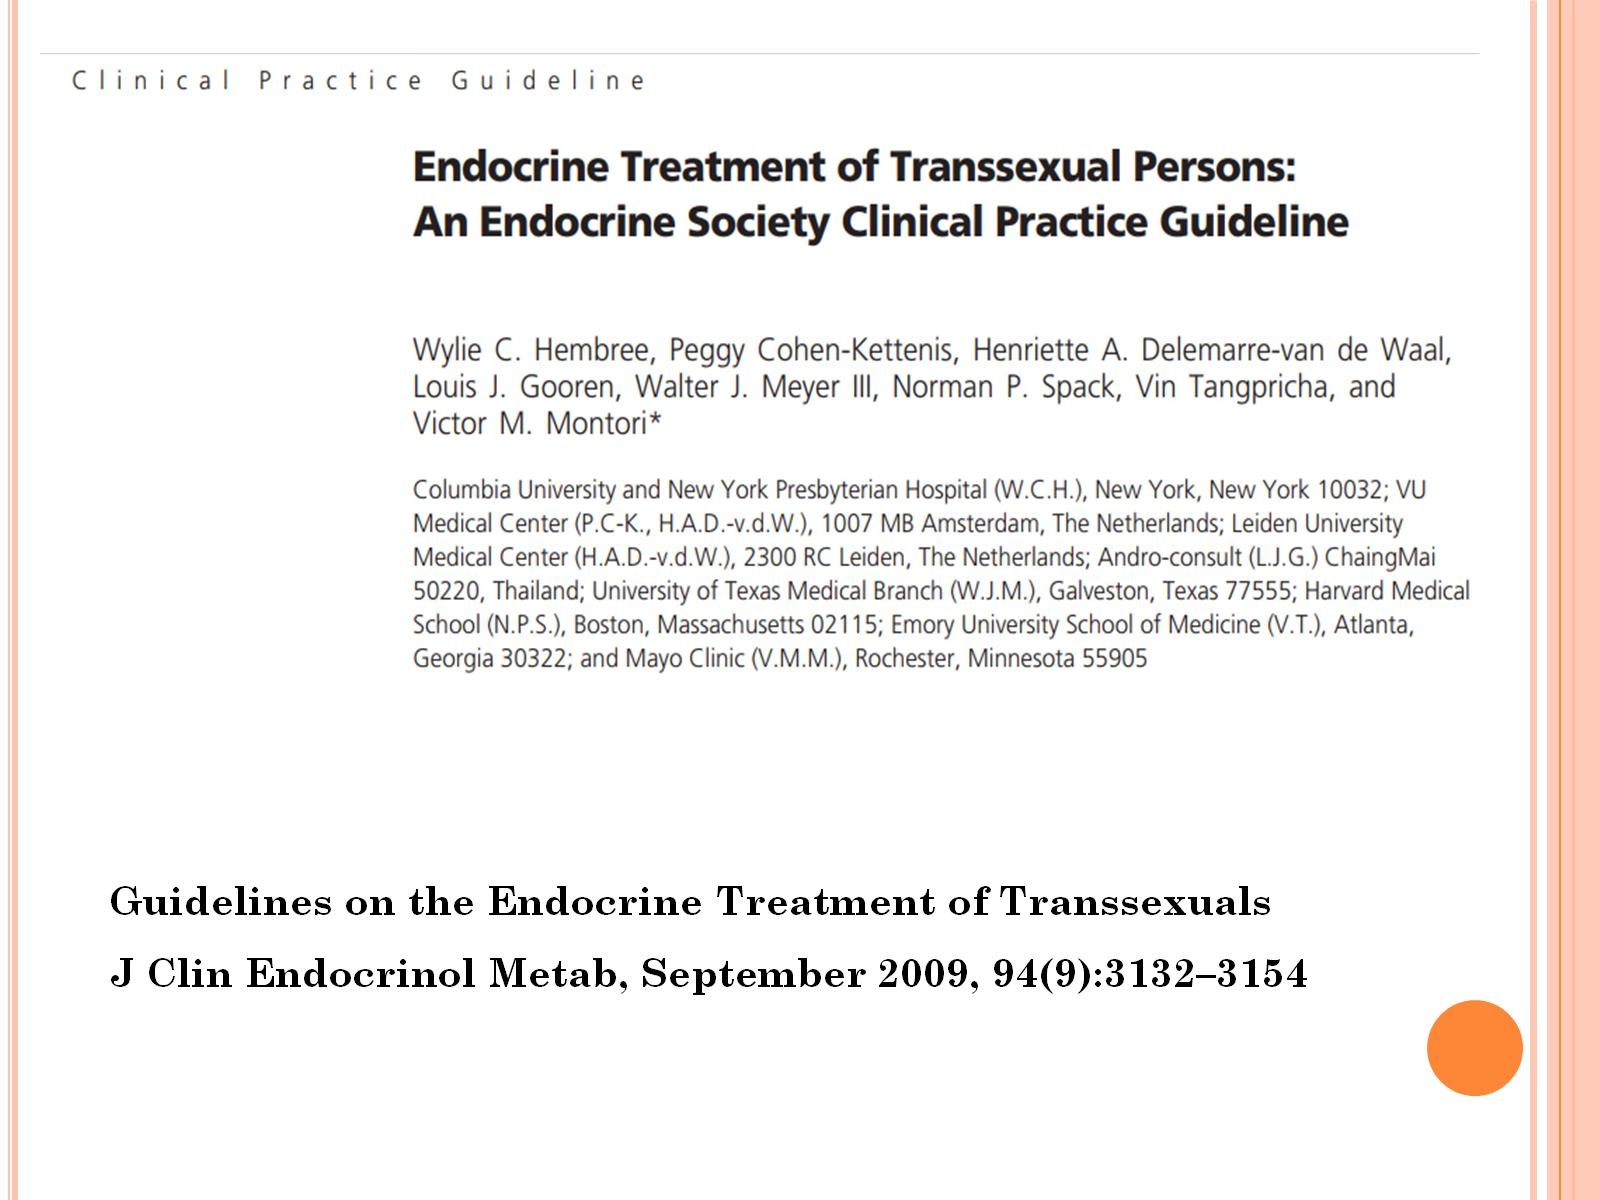 Clinical Practice Guideline
Endocrine Treatment of Transsexual Persons:
An Endocrine Society Clinical Practice Guideline
Wylie C. Hembree, Peggy Cohen-Kettenis, Henriette A. Delemarre-van de Waal,
Louis J. Gooren, Walter J. Meyer III, Norman P. Spack, Vin Tangpricha, and
Victor M. Montori*
Columbia University and New York Presbyterian Hospital (W.C.H.), New York, New York 10032; VU
Medical Center (P.C-K., H.A.D.-v.d.W.), 1007 MB Amsterdam, The Netherlands; Leiden University
Medical Center (H.A.D.-v.d.W.), 2300 RC Leiden, The Netherlands; Andro-consult (L.J.G.) ChaingMai
50220, Thailand; University of Texas Medical Branch (W.J.M.), Galveston, Texas 77555; Harvard Medical
School (N.P.S.), Boston, Massachusetts 02115; Emory University School of Medicine (V.T.), Atlanta,
Georgia 30322; and Mayo Clinic (V.M.M.), Rochester, Minnesota 55905
Guidelines on the Endocrine Treatment of Transsexuals
J Clin Endocrinol Metab, September 2009, 94(9):3132–3154